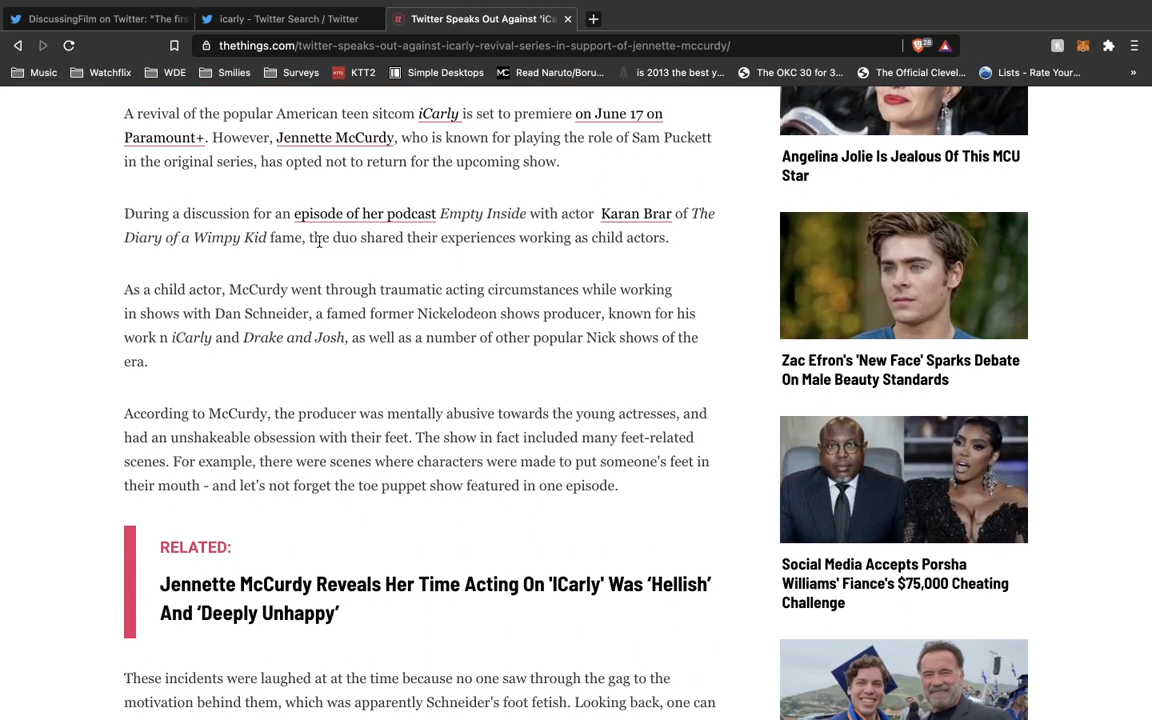 DiscussingFilm on Twitter: "The firs
icarly - Twitter Search / Twitter
Twitter Speaks Out Against 'iCa
thethings.com/twitter-speaks-out-against-icarly-revival-series-in-support-of-jennette-mccurdy/
28
Music
Watchflix
WDE
Smilies
Surveys
KTT2
Simple Desktops
Read Naruto/Boru...
is 2013 the best y...
The OKC 30 for 3...
The Official Clevel...
Lists - Rate Your...
»
A revival of the popular American teen sitcom iCarly is set to premiere on June 17 on
Paramount+. However, Jennette McCurdy, who is known for playing the role of Sam Puckett
in the original series, has opted not to return for the upcoming show.
During a discussion for an episode of her podcast Empty Inside with actor Karan Brar of The
Diary of a Wimpy Kid fame, the duo shared their experiences working as child actors.
As a child actor, McCurdy went through traumatic acting circumstances while working
in shows with Dan Schneider, a famed former Nickelodeon shows producer, known for his
work n iCarly and Drake and Josh, as well as a number of other popular Nick shows of the
era.
According to McCurdy, the producer was mentally abusive towards the young actresses, and
had an unshakeable obsession with their feet. The show in fact included many feet-related
scenes. For example, there were scenes where characters were made to put someone's feet in
their mouth - and let's not forget the toe puppet show featured in one episode.
RELATED:
Jennette McCurdy Reveals Her Time Acting On 'ICarly' Was ‘Hellish’
And ‘Deeply Unhappy’
These incidents were laughed at at the time because no one saw through the gag to the
motivation behind them, which was apparently Schneider's foot fetish. Looking back, one can
Angelina Jolie Is Jealous Of This MCU
Star
Zac Efron's 'New Face' Sparks Debate
On Male Beauty Standards
Social Media Accepts Porsha
Williams' Fiance's $75,000 Cheating
Challenge